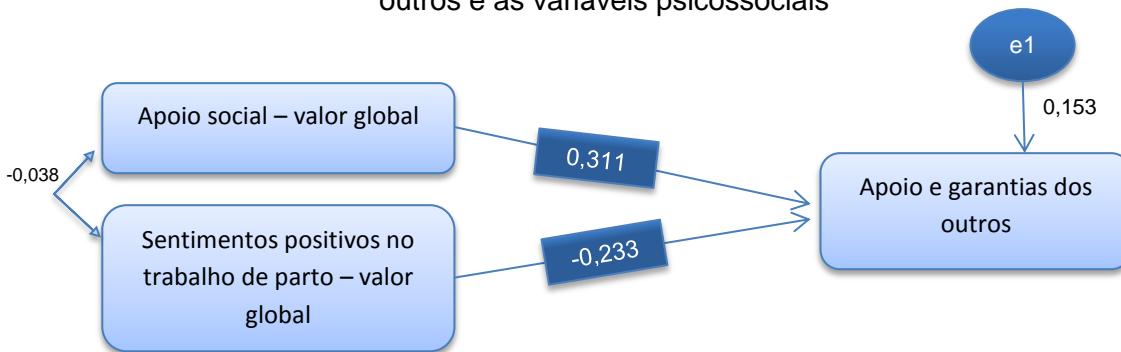 outros e as variáveis psicossociais
e1
0,153
Apoio social – valor global
-0,038
0,311
Apoio e garantias dos
outros
Sentimentos positivos no
trabalho de parto – valor
global
-0,233